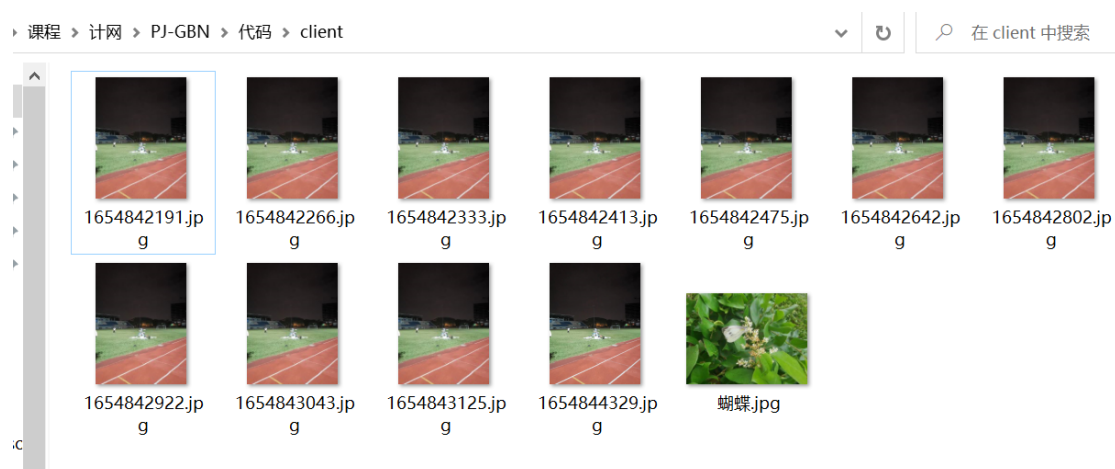 课程 > 计网 > PJ-GBN > 代码 > client
在 client 中搜索
1654842191.jp
g
1654842266.jp
g
1654842333.jp
g
1654842413.jp
g
1654842475.jp
g
1654842642.jp
g
1654842802.jp
g
1654842922.jp
g
1654843043.jp
g
1654843125.jp
g
1654844329.jp
g
蝴蝶.jpg